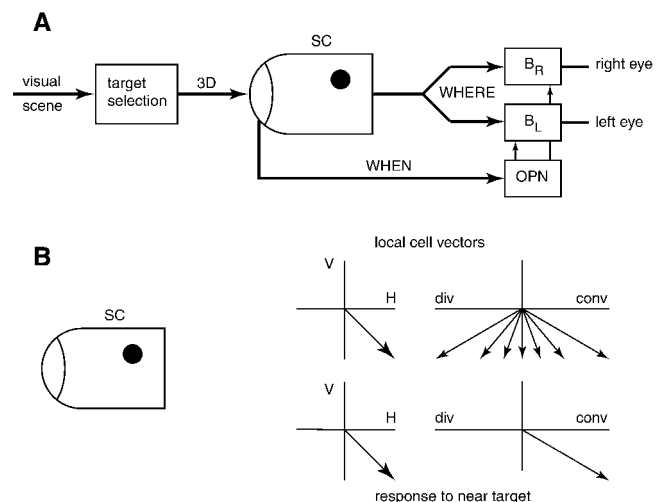 A
SC
visual
scene
target
selection
3D
WHERE
B_R
right eye
B_L
left eye
WHEN
OPN
B
local cell vectors
SC
V
H
div
conv
V
H
div
conv
response to near target